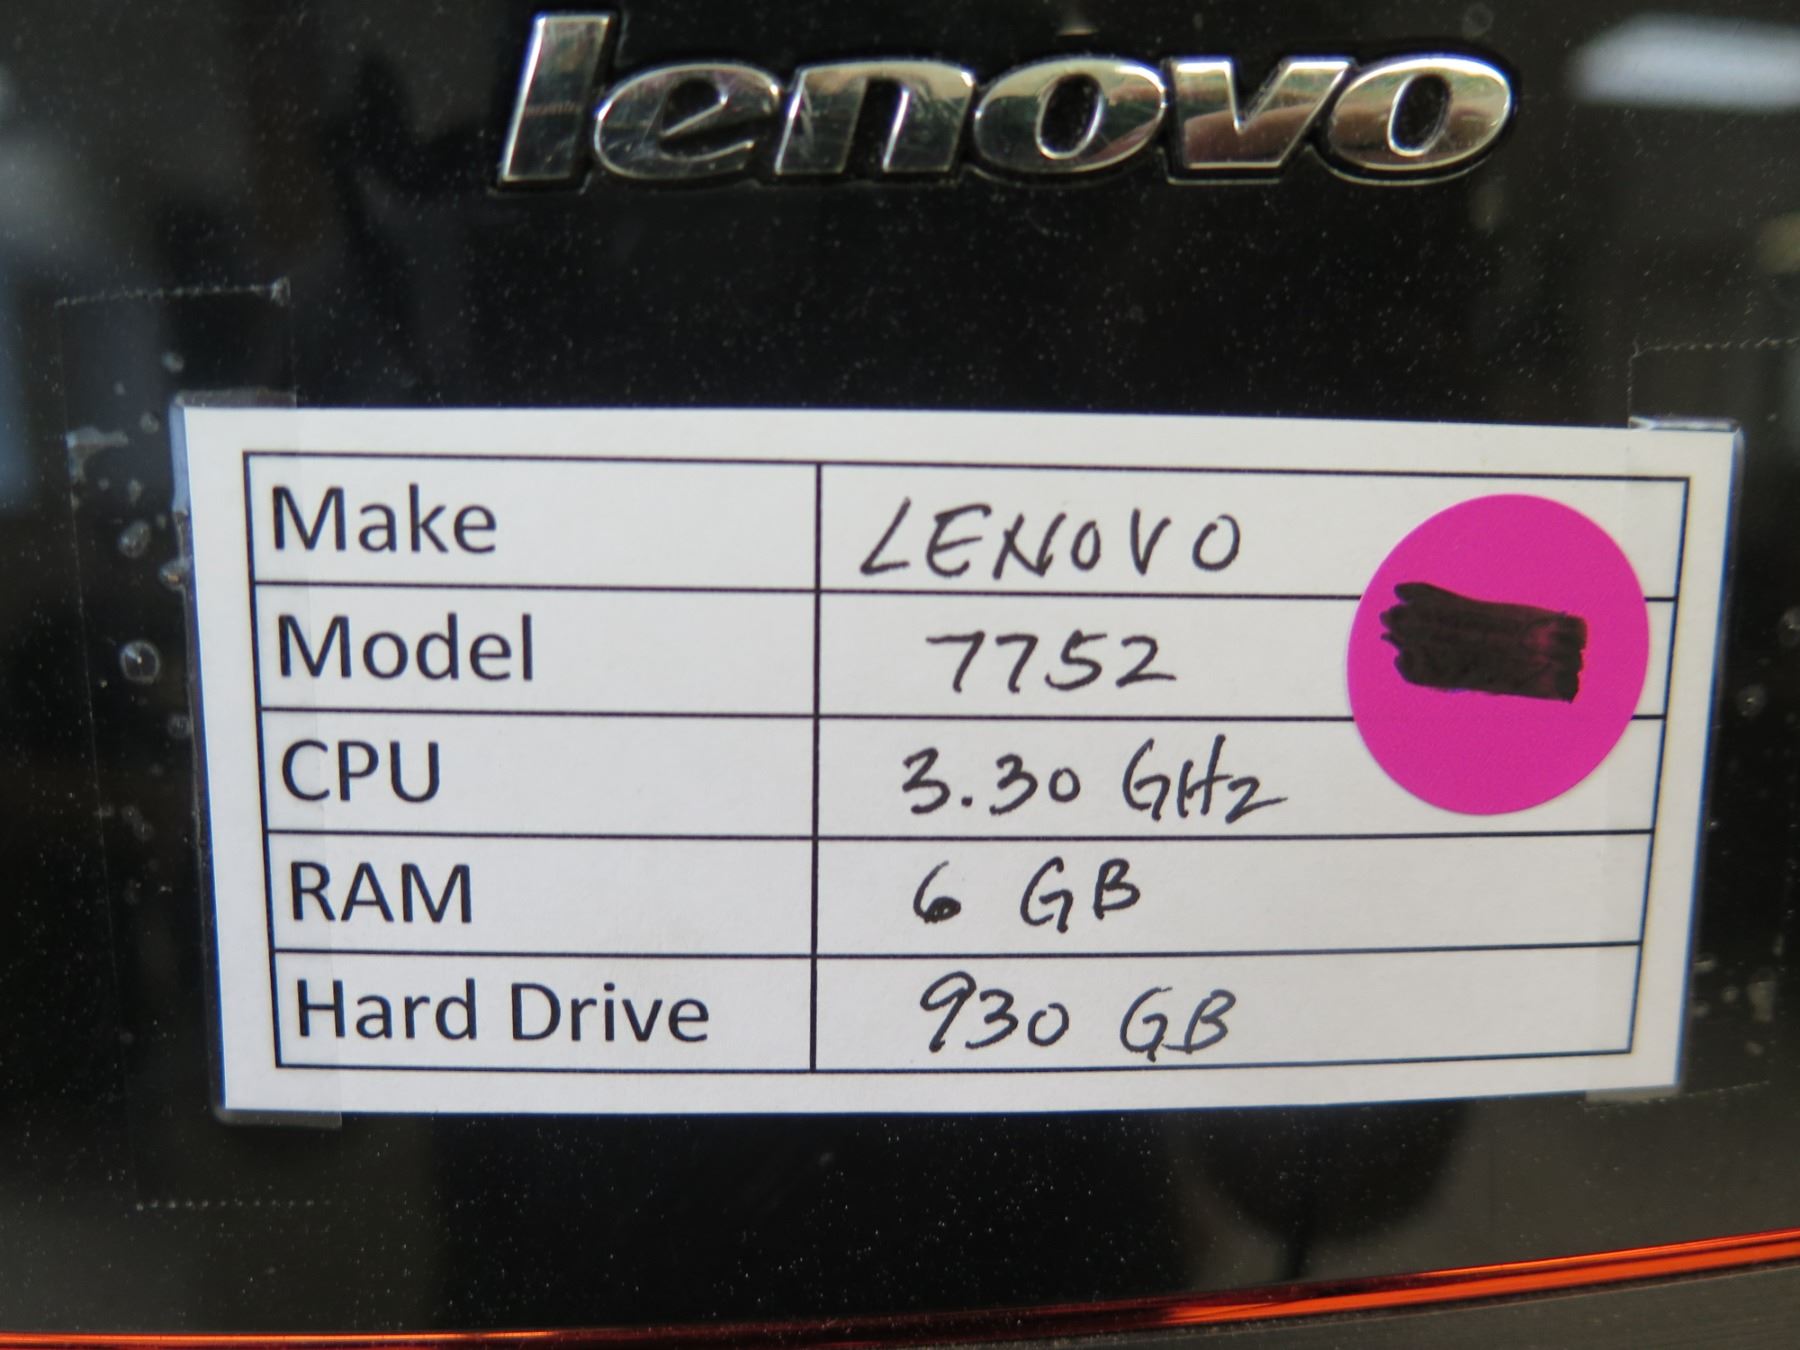 lenovo
Make LENOVO
Model 7752
CPU 3.30 GHz
RAM 6 GB
Hard Drive 930 GB